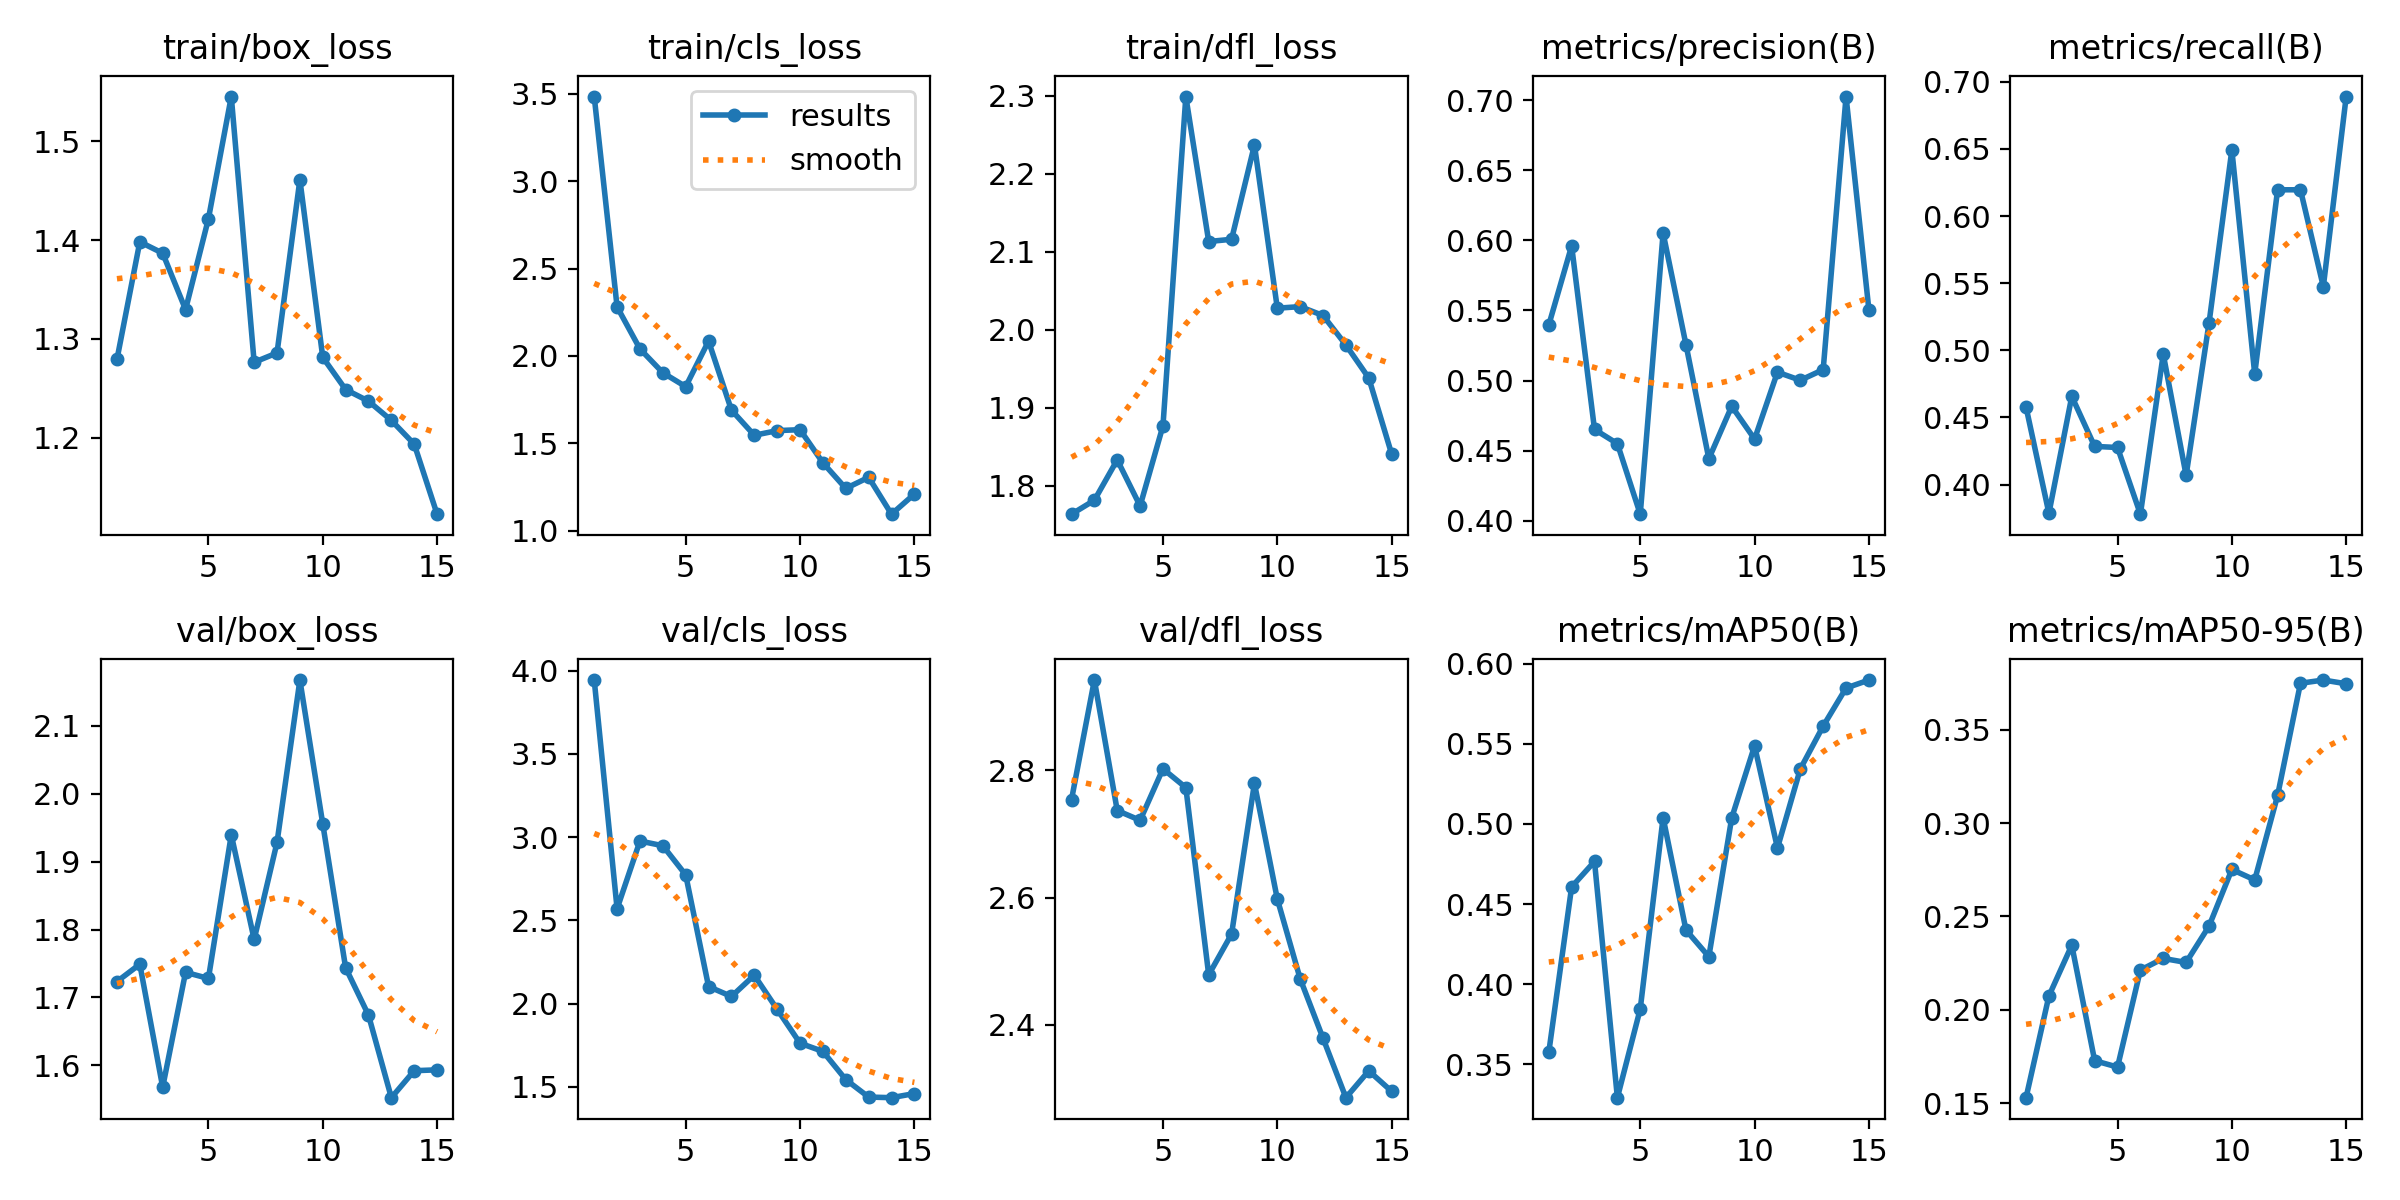 train/box_loss
train/cls_loss
train/dfl_loss
metrics/precision(B)
metrics/recall(B)
1.5
1.4
1.3
1.2
5 10 15
3.5
3.0
2.5
2.0
1.5
1.0
results
smooth
5 10 15
2.3
2.2
2.1
2.0
1.9
1.8
5 10 15
0.70
0.65
0.60
0.55
0.50
0.45
0.40
5 10 15
0.70
0.65
0.60
0.55
0.50
0.45
0.40
5 10 15
val/box_loss
val/cls_loss
val/dfl_loss
metrics/mAP50(B)
metrics/mAP50-95(B)
2.1
2.0
1.9
1.8
1.7
1.6
5 10 15
4.0
3.5
3.0
2.5
2.0
1.5
5 10 15
2.8
2.6
2.4
5 10 15
0.60
0.55
0.50
0.45
0.40
0.35
5 10 15
0.35
0.30
0.25
0.20
0.15
5 10 15